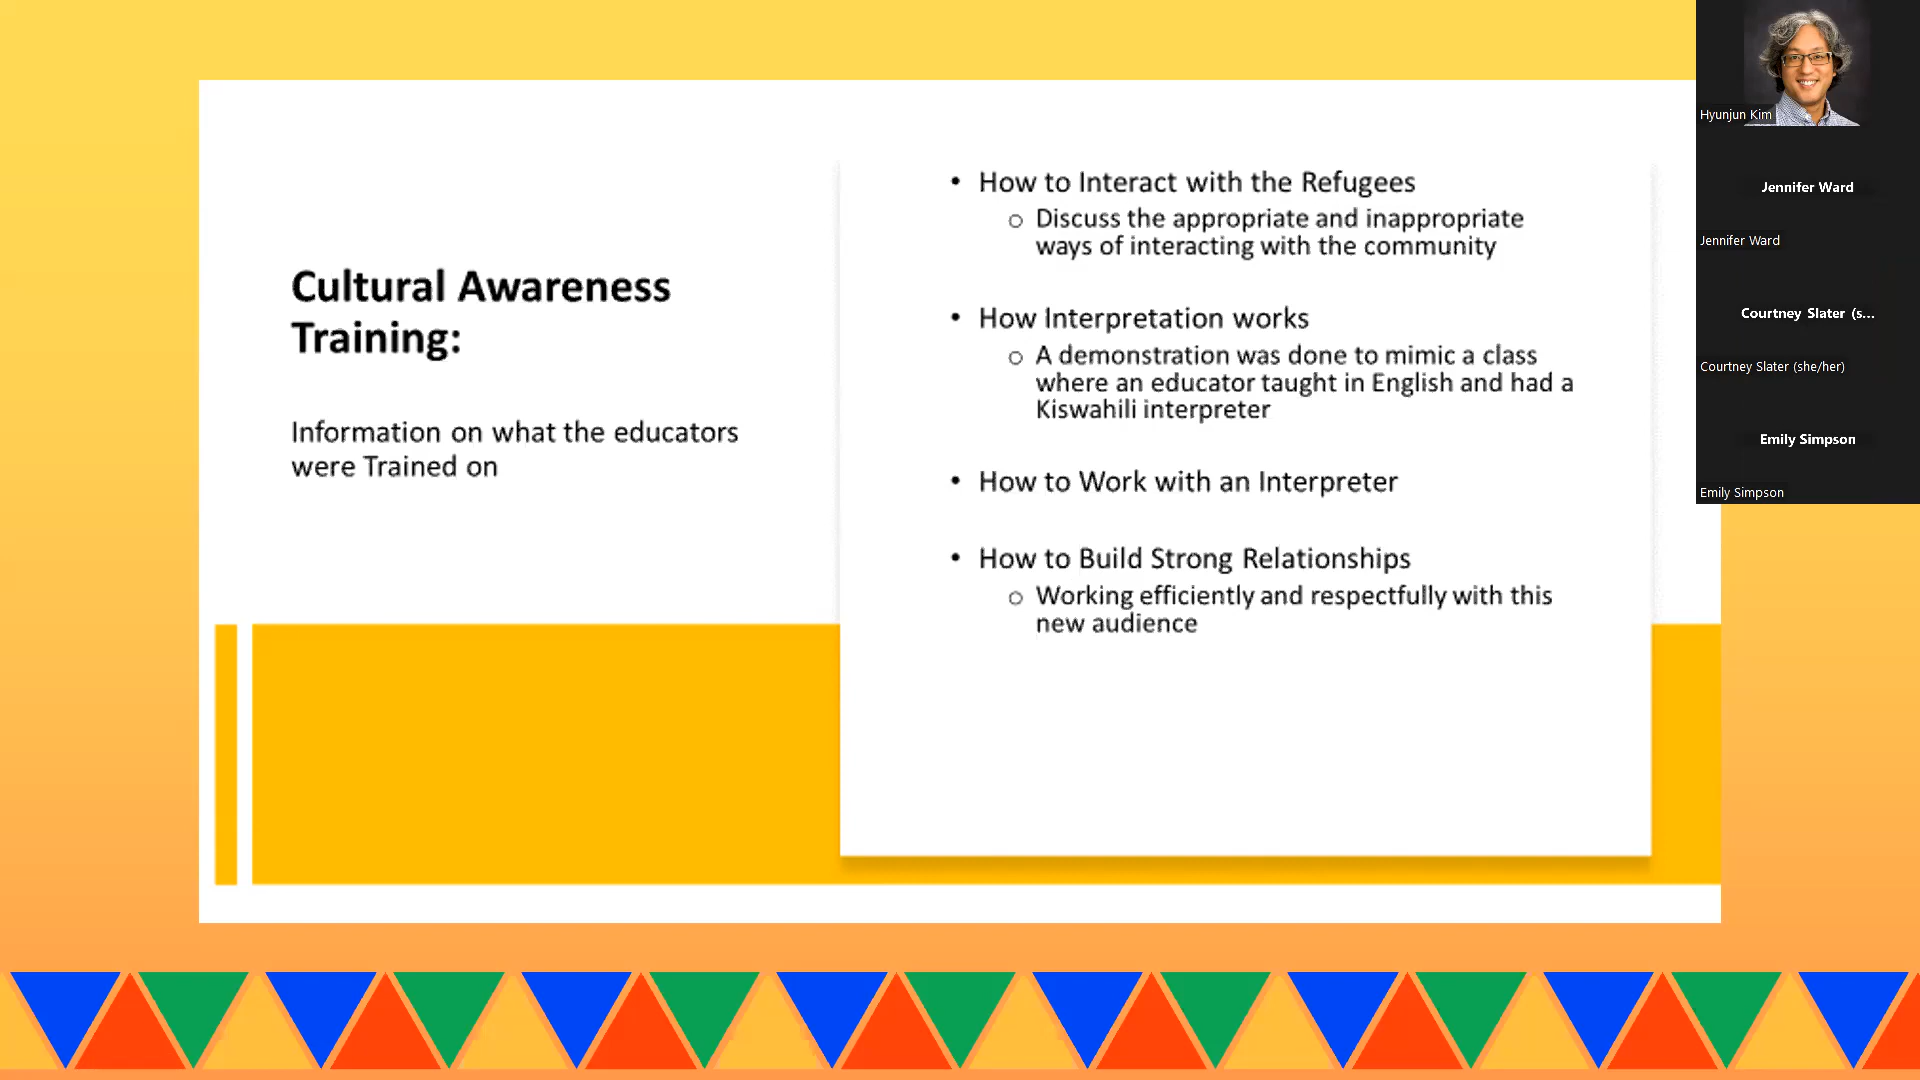 Cultural Awareness
Training:
Information on what the educators
were Trained on
• How to Interact with the Refugees
o Discuss the appropriate and inappropriate
ways of interacting with the community
• How Interpretation works
o A demonstration was done to mimic a class
where an educator taught in English and had a
Kiswahili interpreter
• How to Work with an Interpreter
• How to Build Strong Relationships
o Working efficiently and respectfully with this
new audience
Hyunjun Kim
Jennifer Ward
Jennifer Ward
Courtney Slater (s...
Courtney Slater (she/her)
Emily Simpson
Emily Simpson